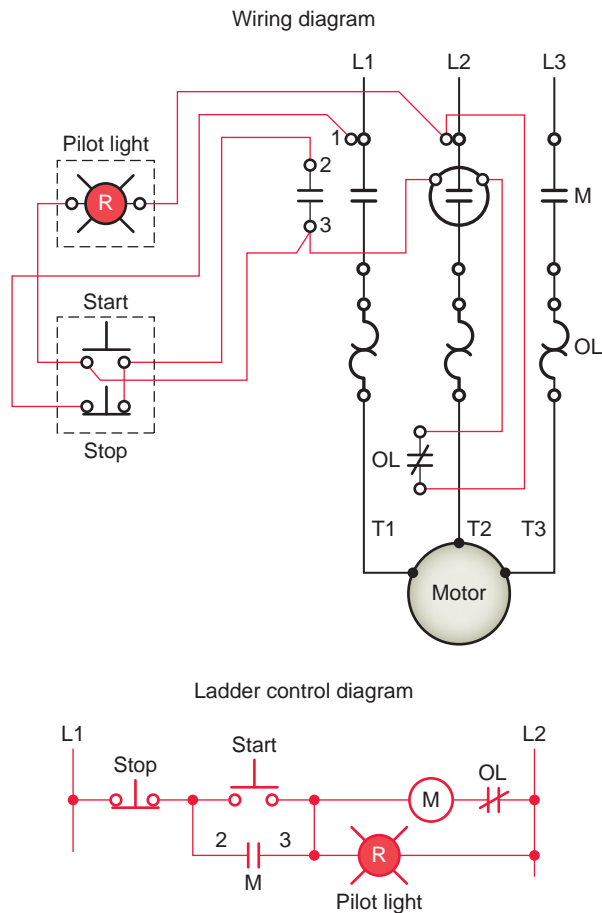 Wiring diagram
L1
L2
L3
1
Pilot light
2
R
M
3
Start
OL
Stop
OL
T1
T2
T3
Motor
Ladder control diagram
L1
L2
Stop
Start
OL
M
2
3
R
M
Pilot light